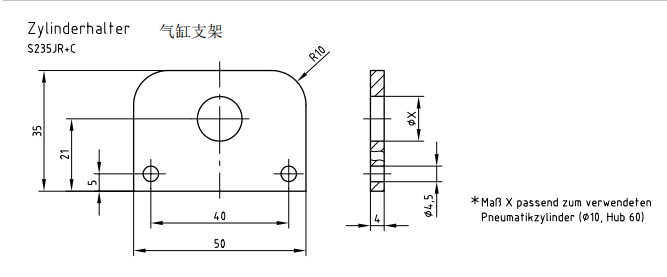 Zylinderhalter 气缸支架
S235JR+C
R10
35
21
5
40
50
ØX
Ø4,5
4
*Maß X passend zum verwendeten
Pneumatikzylinder (Ø10, Hub 60)